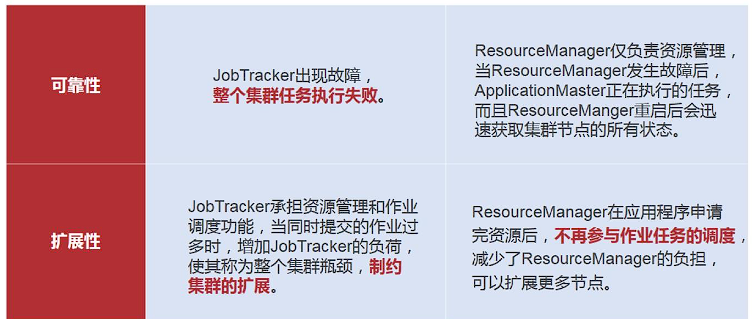 可靠性
JobTracker出现故障，
整个集群任务执行失败。
ResourceManager仅负责资源管理，
当ResourceManager发生故障后，
ApplicationMaster正在执行的任务，
而且ResourceManger重启后会迅
速获取集群节点的所有状态。
扩展性
JobTracker承担资源管理和作业
调度功能，当同时提交的作业过
多时，增加JobTracker的负荷，
使其称为整个集群瓶颈，制约
集群的扩展。
ResourceManager在应用程序申请
完资源后，不再参与作业任务的调度，
减少了ResourceManager的负担，
可以扩展更多节点。